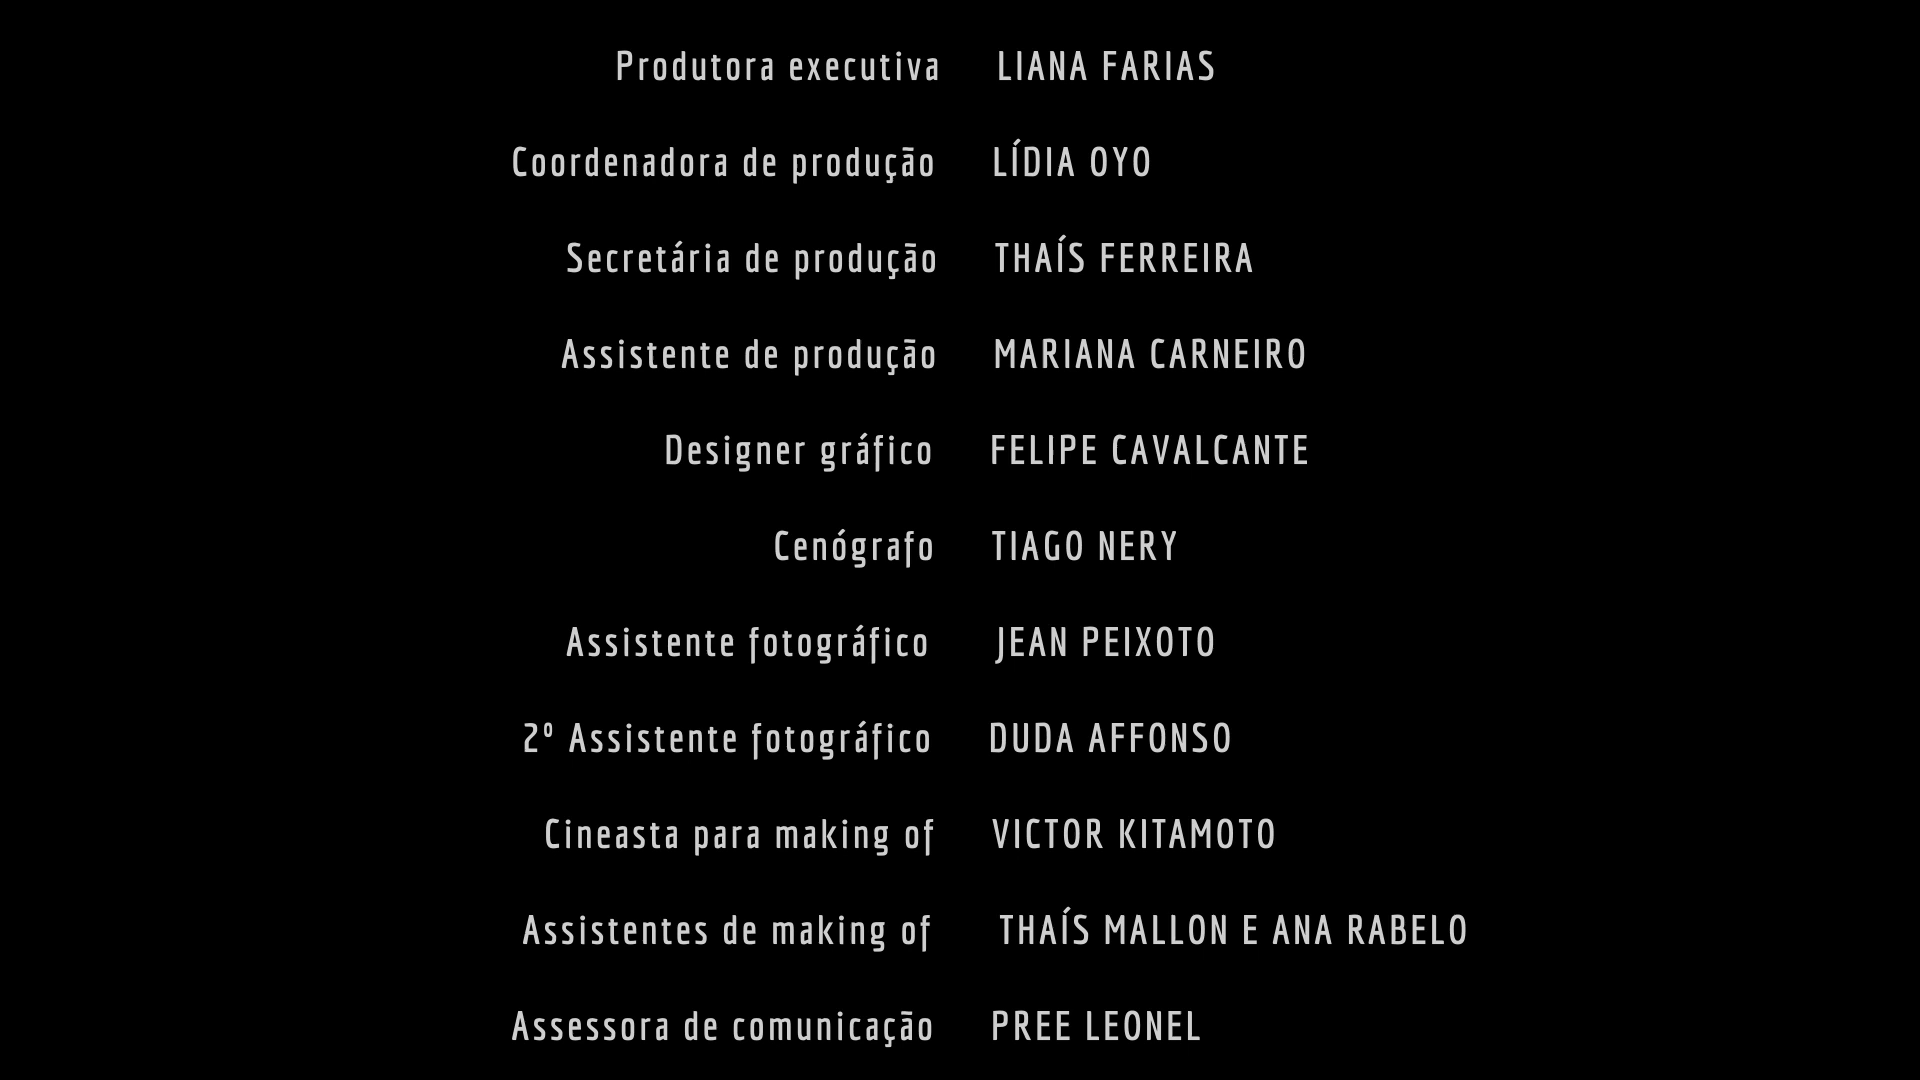 Produtora executiva LIANA FARIAS
Coordenadora de produção LÍDIA OYO
Secretária de produção THAÍS FERREIRA
Assistente de produção MARIANA CARNEIRO
Designer gráfico FELIPE CAVALCANTE
Cenógrafo TIAGO NERY
Assistente fotográfico JEAN PEIXOTO
2º Assistente fotográfico DUDA AFFONSO
Cineasta para making of VICTOR KITAMOTO
Assistentes de making of THAÍS MALLON E ANA RABELO
Assessora de comunicação PREE LEONEL